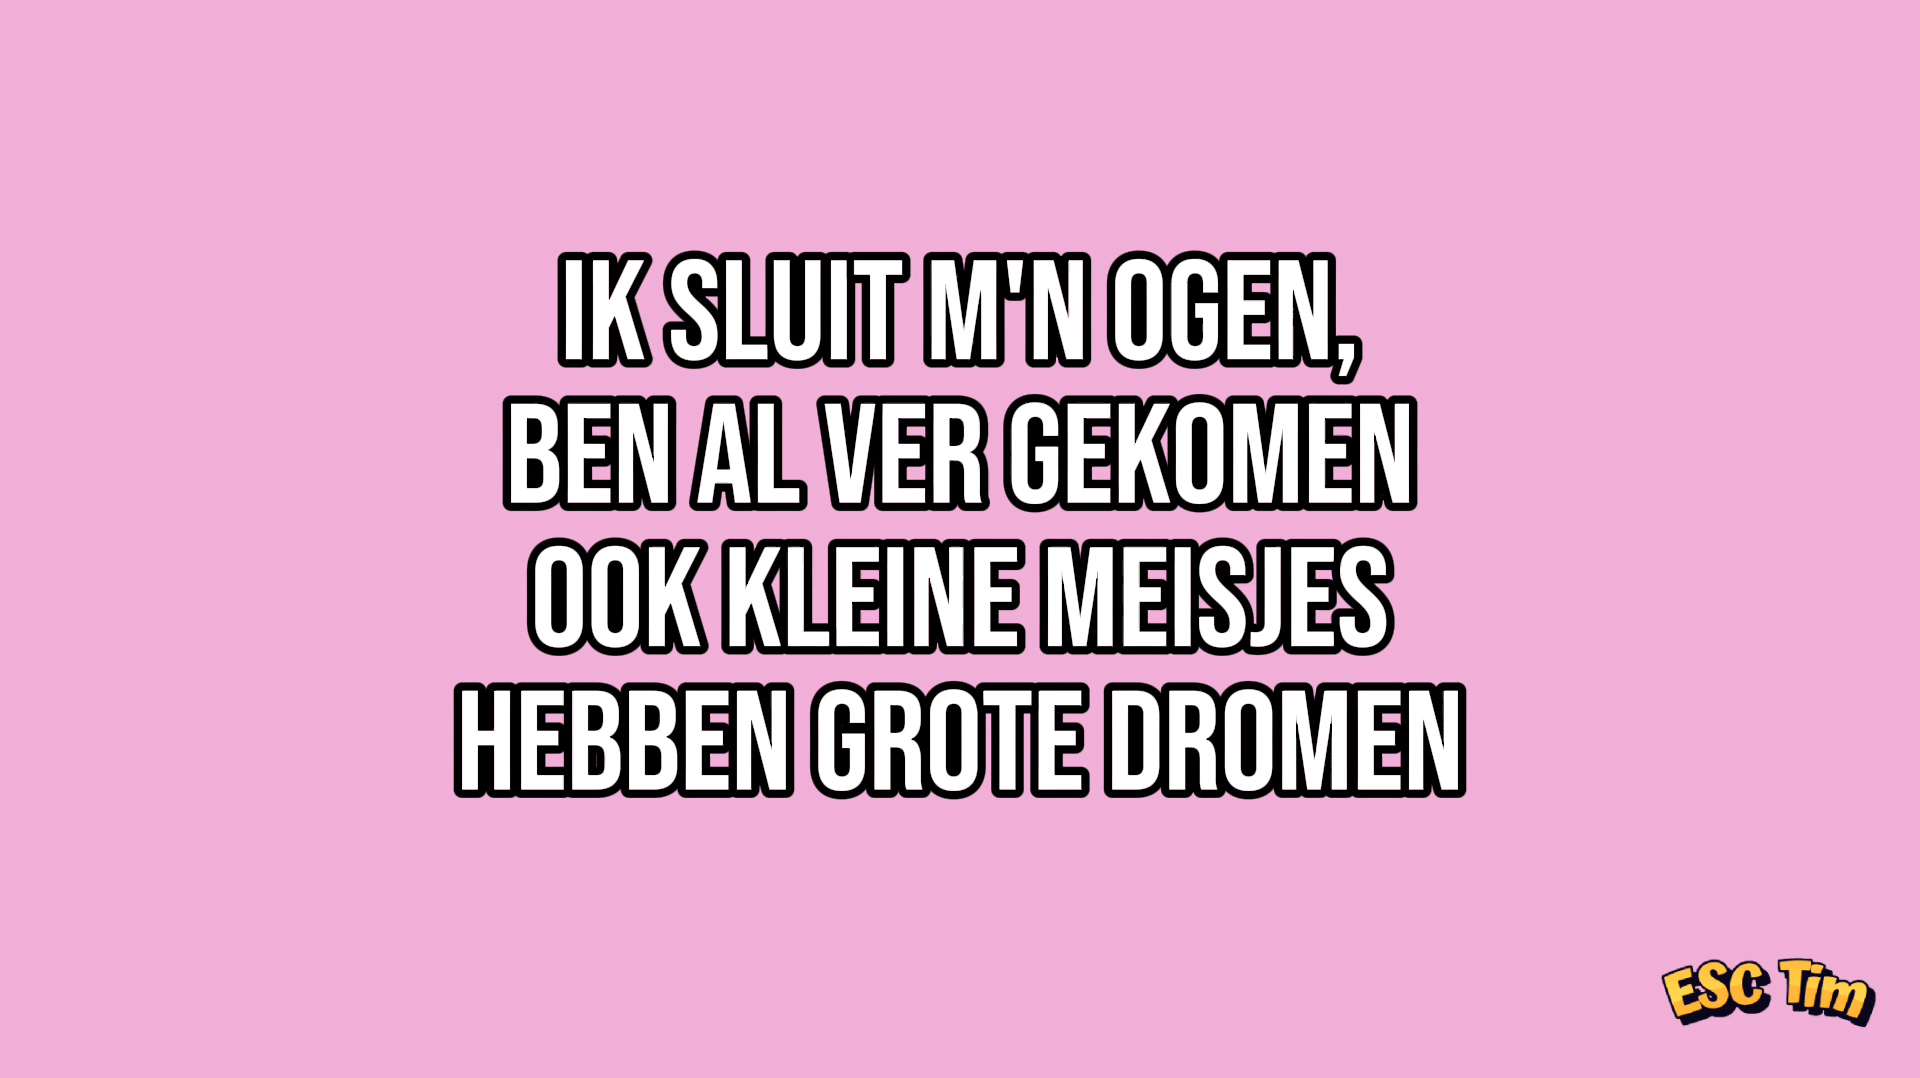 IK SLUIT M'N OGEN,
BEN AL VER GEKOMEN
OOK KLEINE MEISJES
HEBBEN GROTE DROMEN
ESC Tim